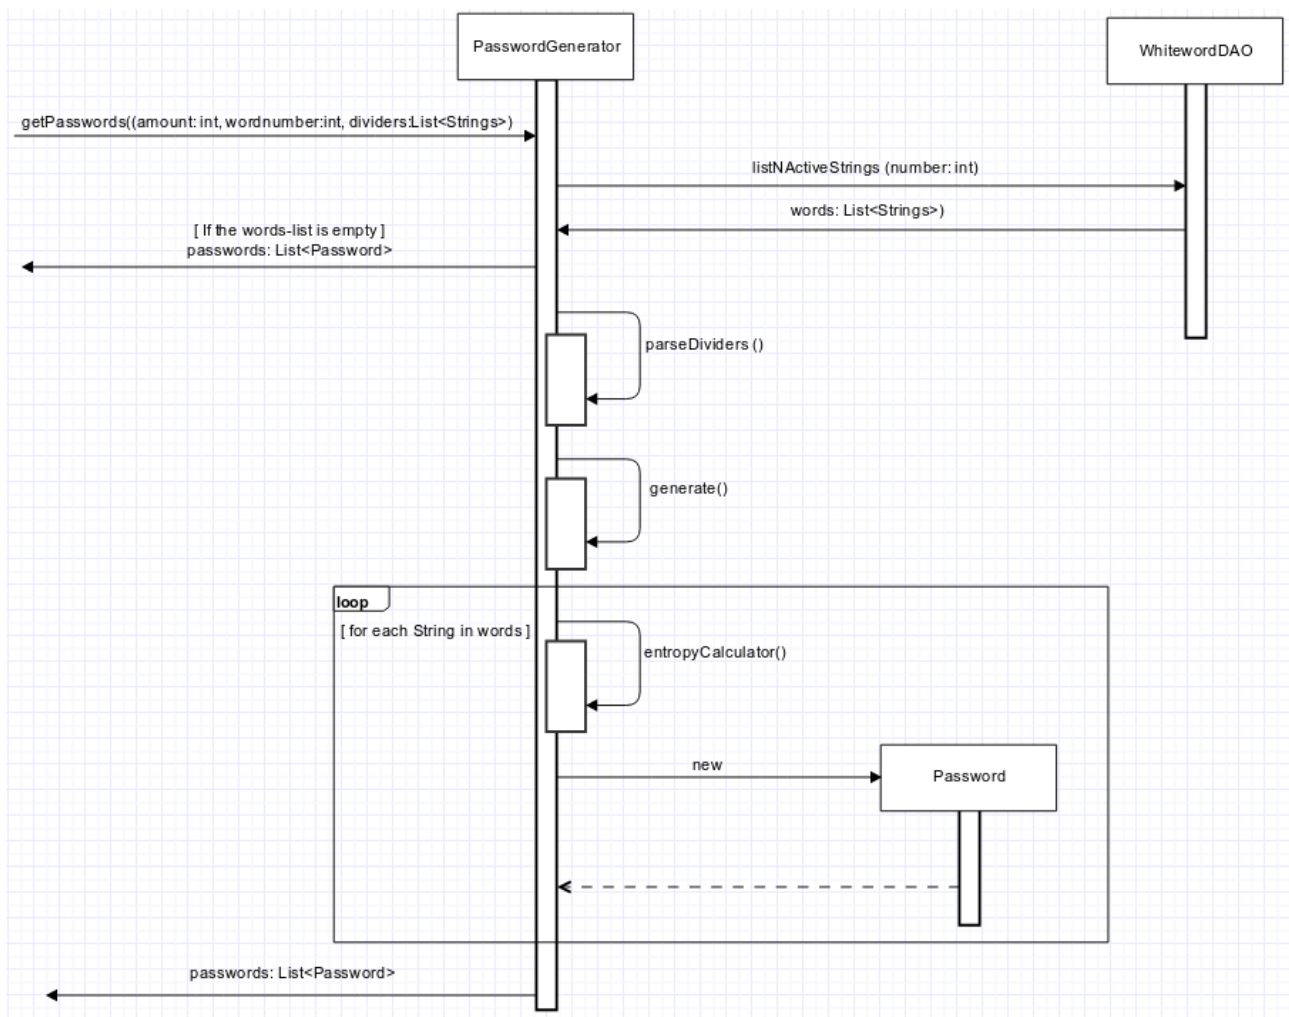 PasswordGenerator
WhitewordDAO
getPasswords((amount: int, wordnumber:int, dividers:List<Strings>)
listNActiveStrings (number: int)
words: List<Strings>)
[ If the words-list is empty ]
passwords: List<Password>
parseDividers ()
generate()
loop
[ for each String in words ]
entropyCalculator()
new
Password
passwords: List<Password>